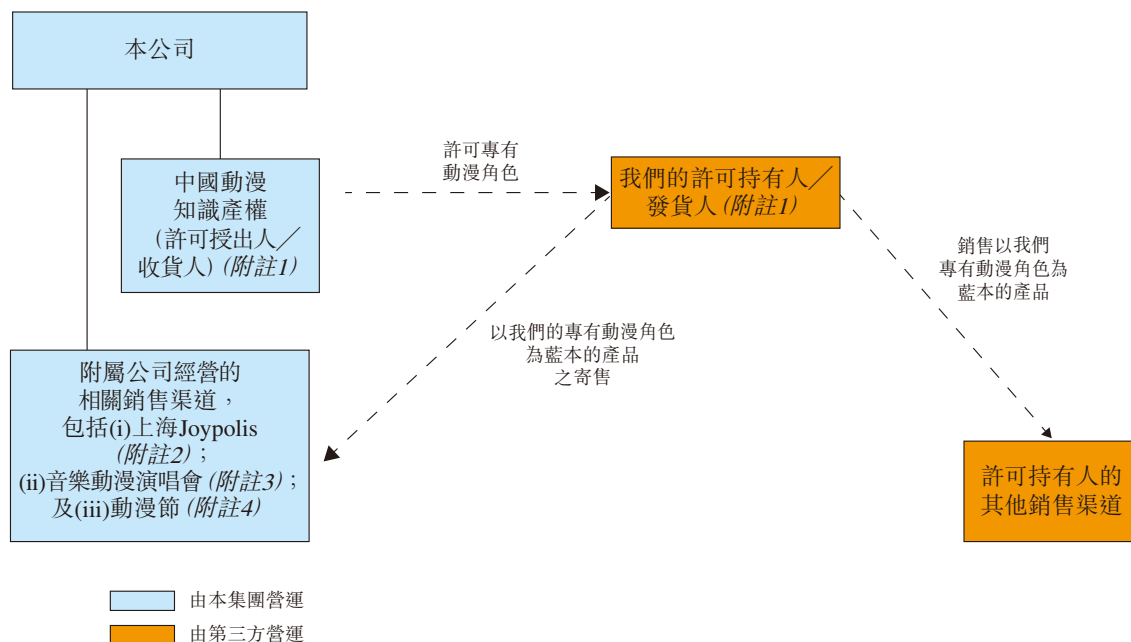 本公司
中國動漫
知識產權
(許可授出人／
收貨人) (附註1)
許可專有
動漫角色
我們的許可持有人／
發貨人 (附註1)
銷售以我們
專有動漫角色為
藍本的產品
以我們的專有動漫角色
為藍本的產品
之寄售
附屬公司經營的
相關銷售渠道，
包括(i)上海Joypolis
(附註2)；
(ii)音樂動漫演唱會 (附註3)；
及(iii)動漫節 (附註4)
許可持有人的
其他銷售渠道
由本集團營運
由第三方營運